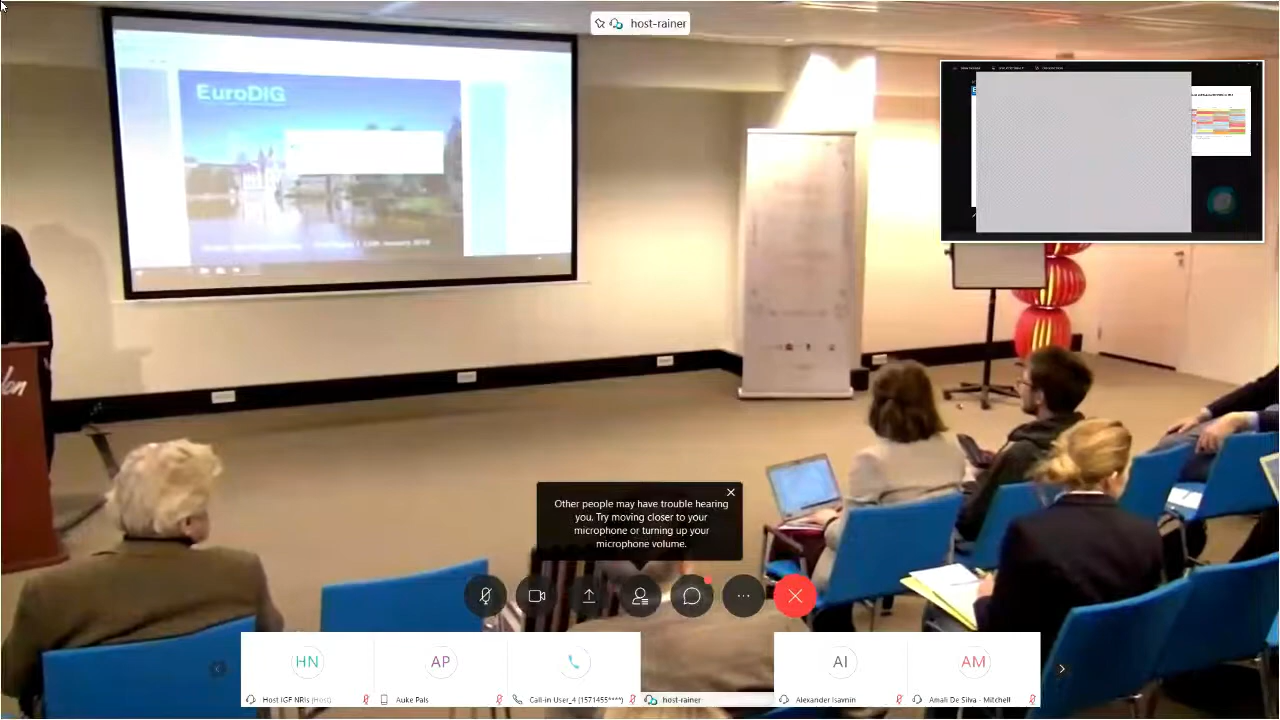 host-rainer
EuroDIG
Other people may have trouble hearing
you. Try moving closer to your
microphone or turning up your
microphone volume.
HN
AP
AI
AM
Host IGF NRIs (Host)
Auke Pals
Call-in User_4 (1571455****)
host-rainer
Alexander Isavnin
Amali De Silva - Mitchell